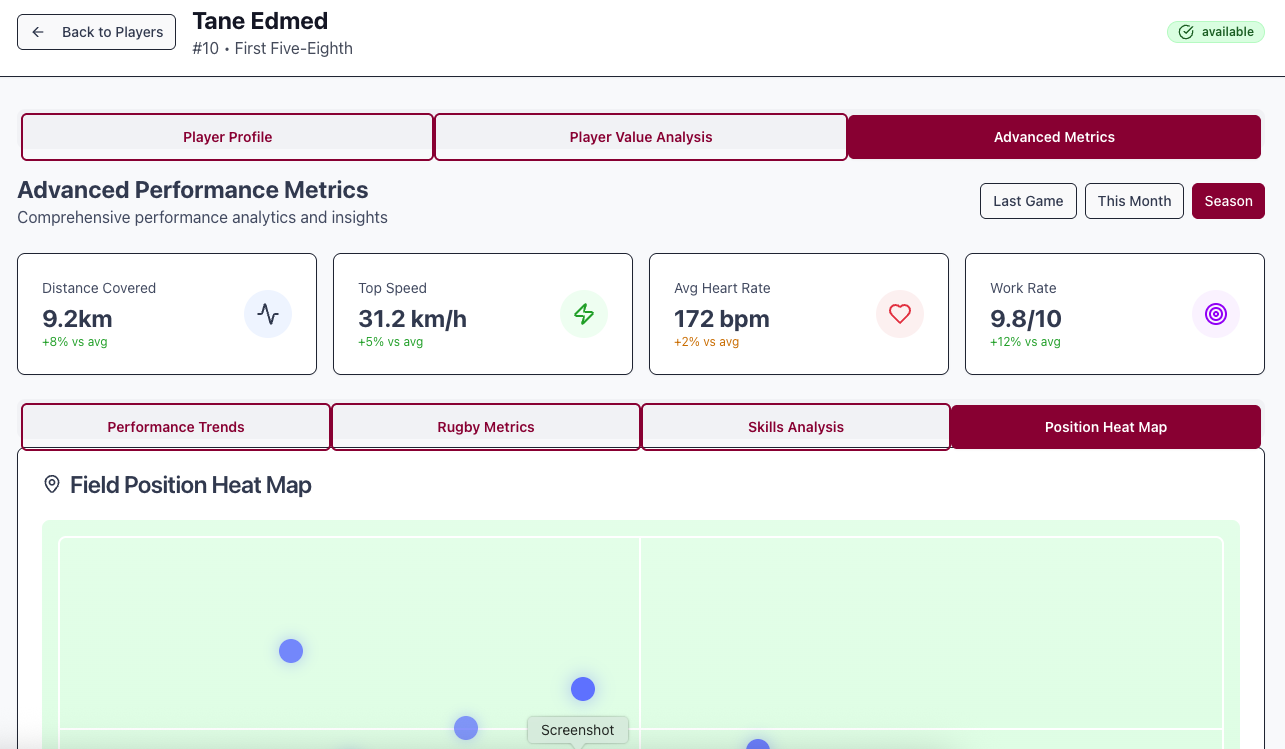 Back to Players
Tane Edmed
#10 • First Five-Eighth
available
Player Profile
Player Value Analysis
Advanced Metrics
Advanced Performance Metrics
Comprehensive performance analytics and insights
Last Game
This Month
Season
Distance Covered
9.2km
+8% vs avg
Top Speed
31.2 km/h
+5% vs avg
Avg Heart Rate
172 bpm
+2% vs avg
Work Rate
9.8/10
+12% vs avg
Performance Trends
Rugby Metrics
Skills Analysis
Position Heat Map
Field Position Heat Map
Screenshot